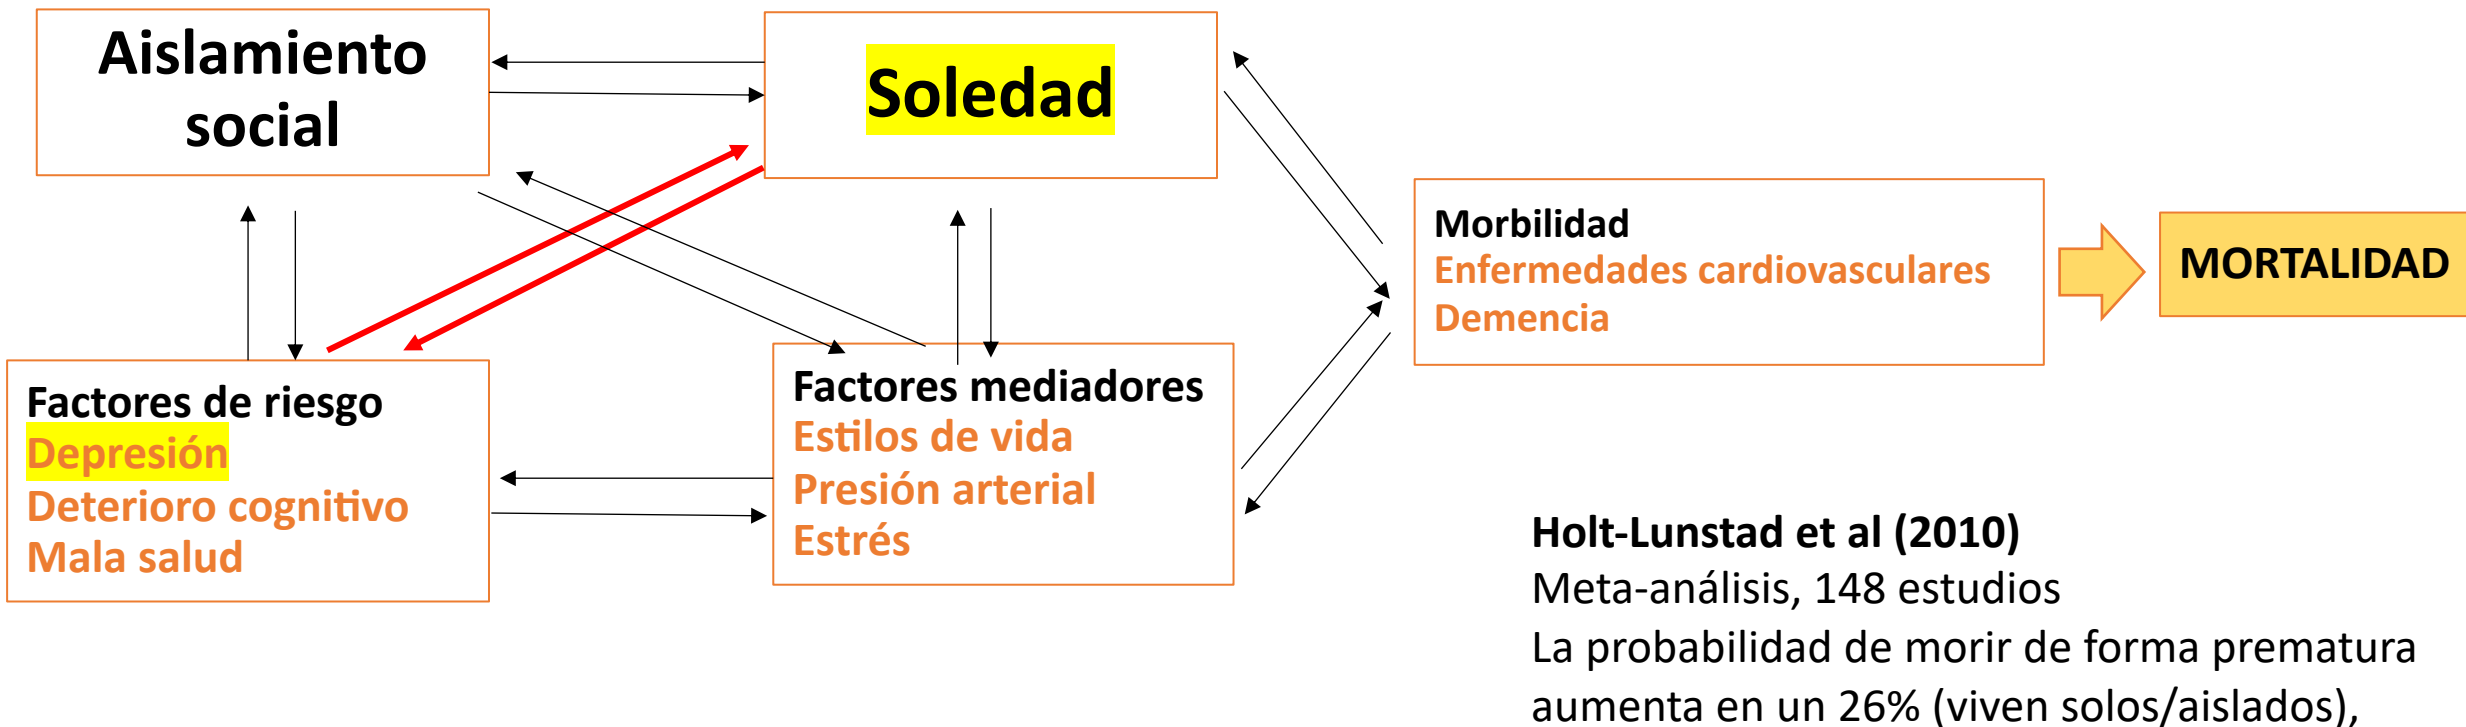 Aislamiento
social
Soledad
Morbilidad
Enfermedades cardiovasculares
Demencia
MORTALIDAD
Factores de riesgo
Depresión
Deterioro cognitivo
Mala salud
Factores mediadores
Estilos de vida
Presión arterial
Estrés
Holt-Lunstad et al (2010)
Meta-análisis, 148 estudios
La probabilidad de morir de forma prematura
aumenta en un 26% (viven solos/aislados),